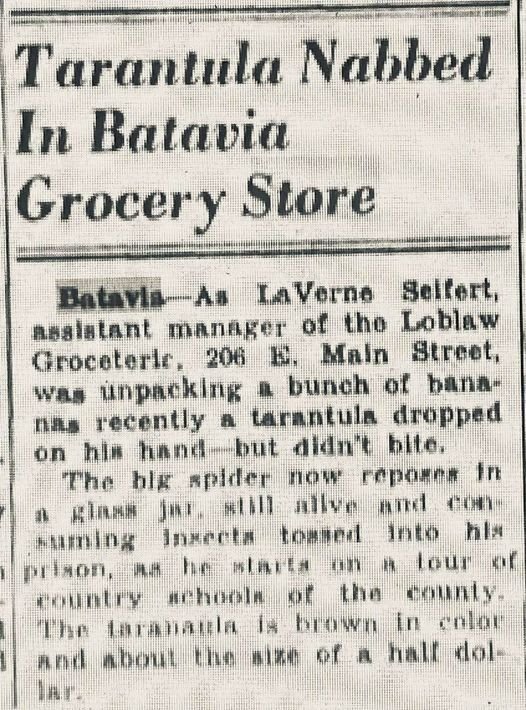 Tarantula Nabbed
In Batavia
Grocery Store
Batavia—As LaVerne Seifert,
assistant manager of the Loblaw
Groceteric, 206 E. Main Street,
was unpacking a bunch of bana-
nas recently a tarantula dropped
on his hand—but didn't bite.
The big spider now reposes in
a glass jar, still alive and con-
suming insects tossed into his
prison, as he starts on a tour of
country schools of the county.
The taranaula is brown in color
and about the size of a half dol-
lar.